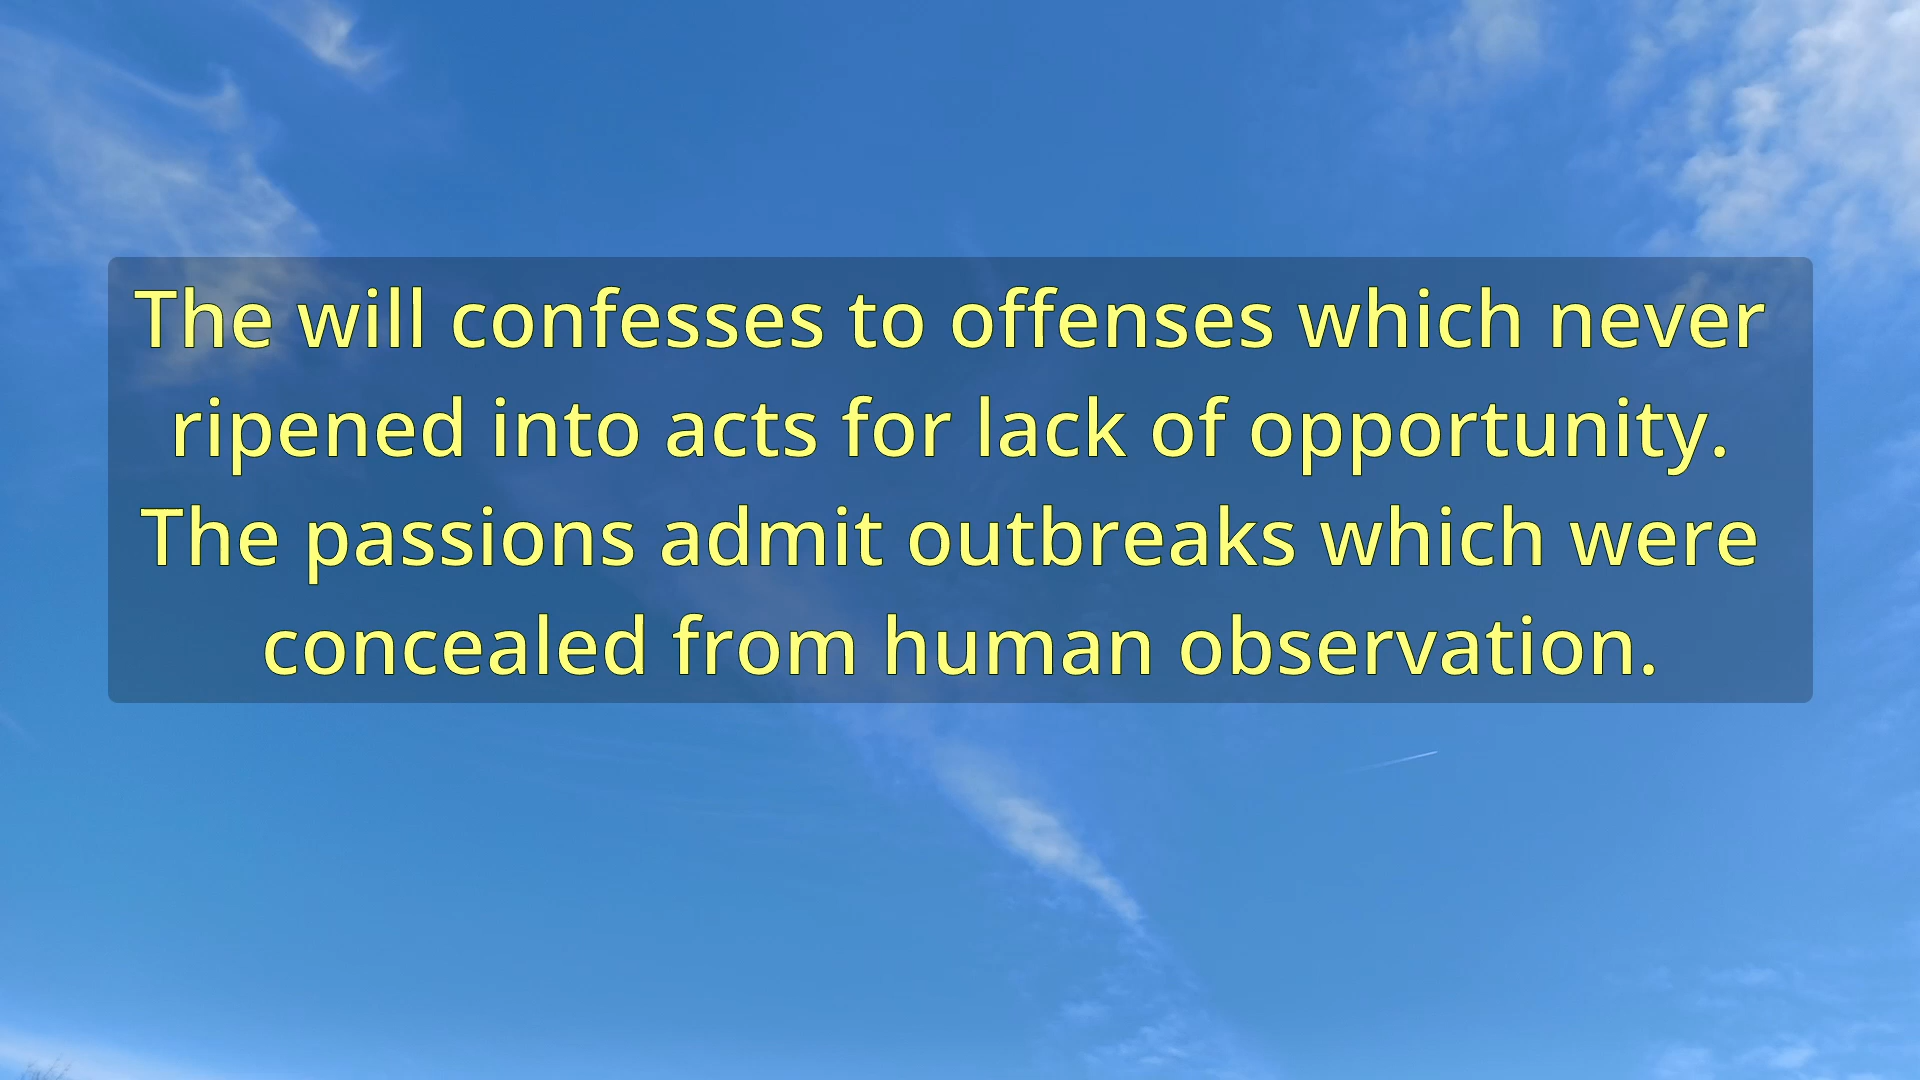 The will confesses to offenses which never
ripened into acts for lack of opportunity.
The passions admit outbreaks which were
concealed from human observation.